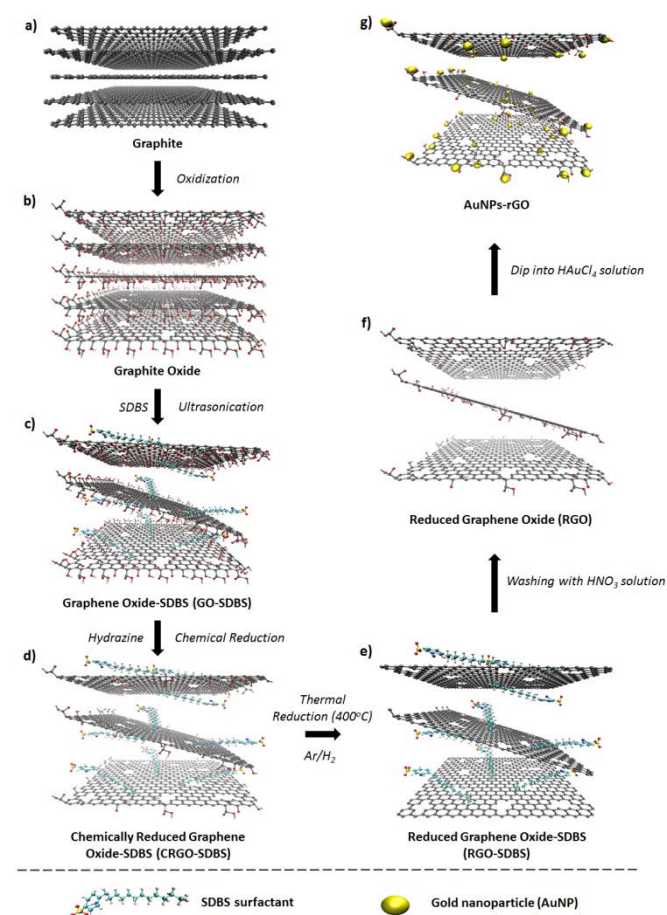 a)
Graphite
Oxidization
b)
Graphite Oxide
SDBS Ultrasonication
c)
Graphene Oxide-SDBS (GO-SDBS)
Hydrazine Chemical Reduction
d)
Chemically Reduced Graphene
Oxide-SDBS (CRGO-SDBS)
Thermal
Reduction (400°C)
Ar/H₂
e)
Reduced Graphene Oxide-SDBS
(RGO-SDBS)
Washing with HNO₃ solution
f)
Reduced Graphene Oxide (RGO)
Dip into HAuCl₄ solution
g)
AuNPs-rGO
SDBS surfactant
Gold nanoparticle (AuNP)